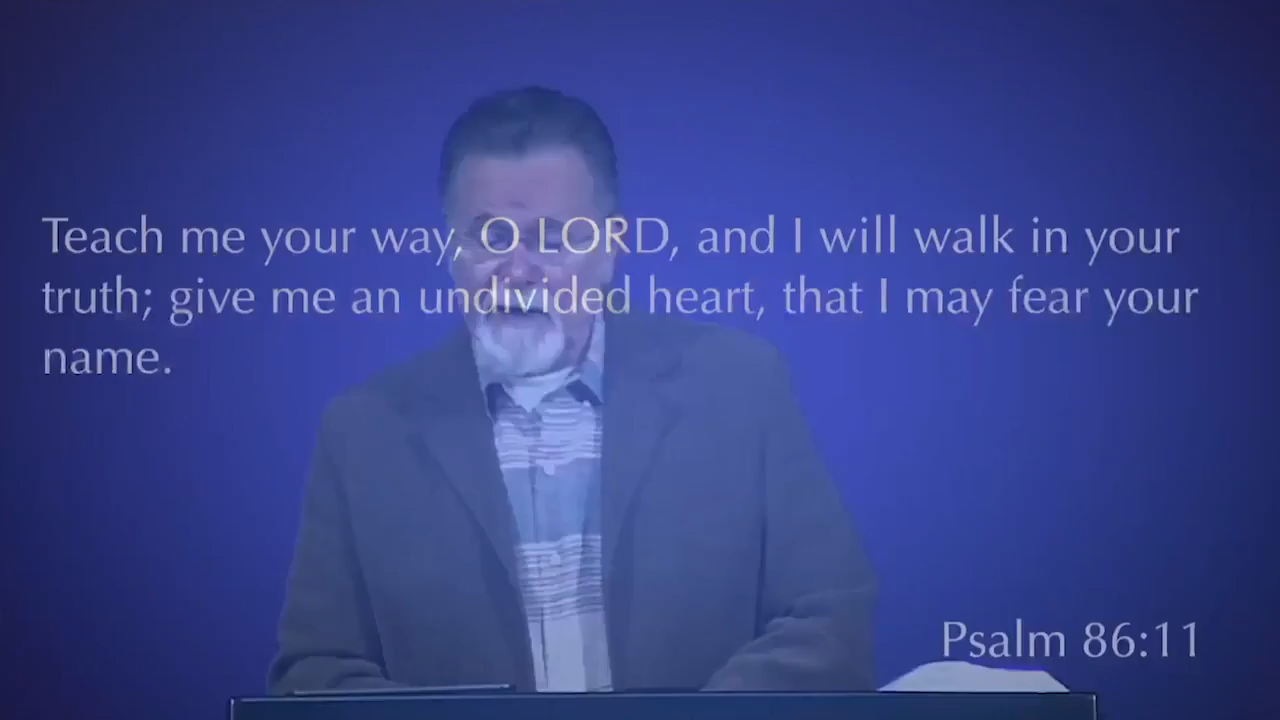 Teach me your way, O LORD, and I will walk in your
truth; give me an undivided heart, that I may fear your
name.
Psalm 86:11